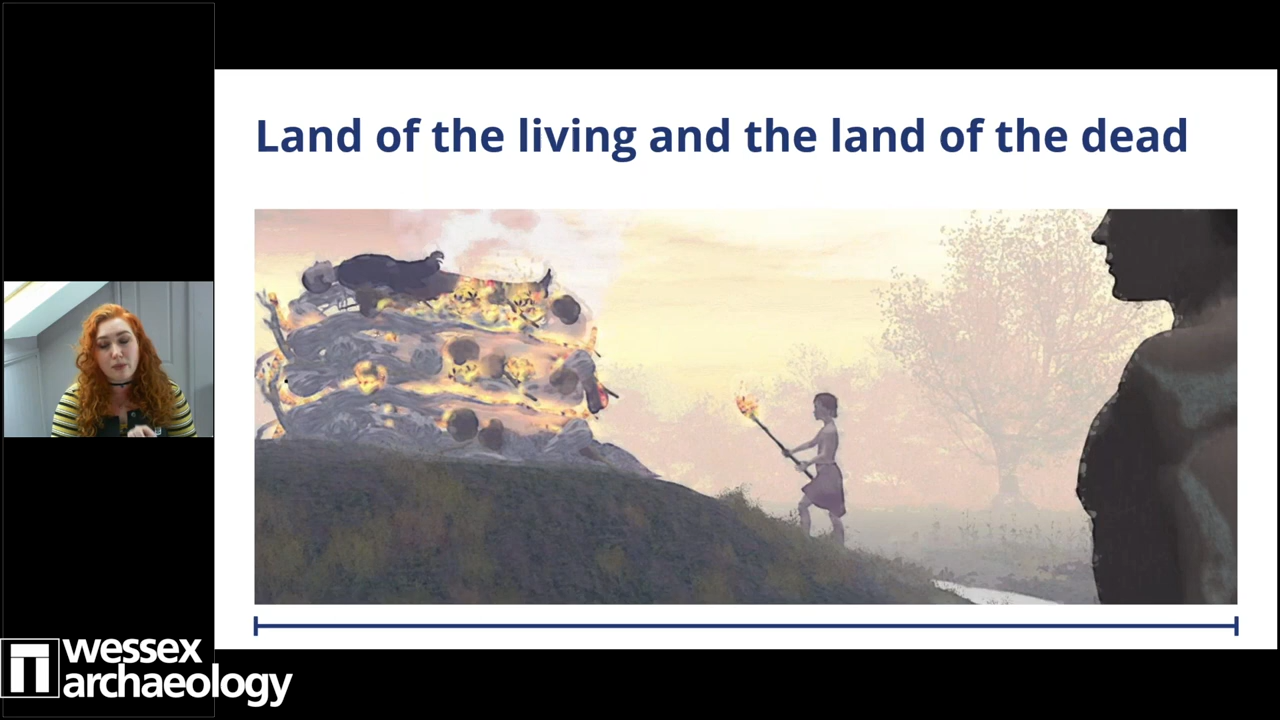 Land of the living and the land of the dead
wessex
archaeology